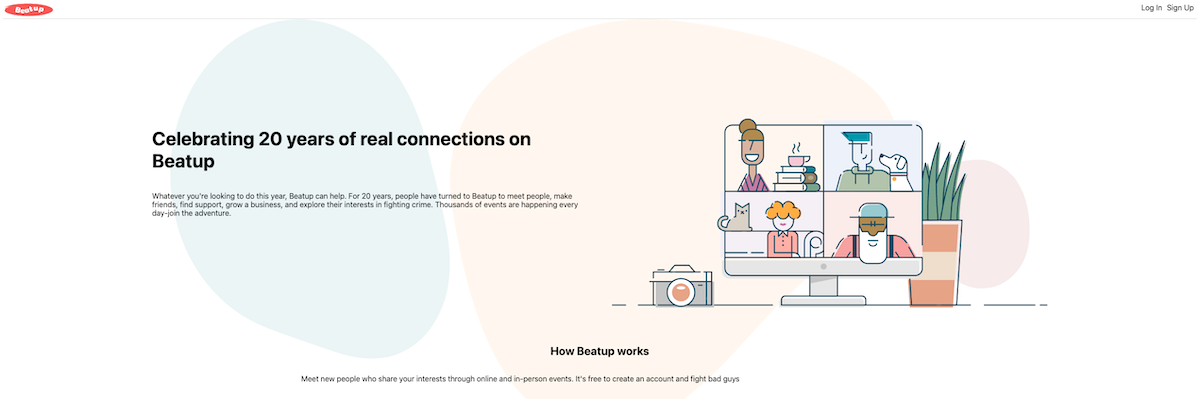 Beatup
Log In Sign Up
Celebrating 20 years of real connections on
Beatup
Whatever you're looking to do this year, Beatup can help. For 20 years, people have turned to Beatup to meet people, make
friends, find support, grow a business, and explore their interests in fighting crime. Thousands of events are happening every
day-join the adventure.
How Beatup works
Meet new people who share your interests through online and in-person events. It's free to create an account and fight bad guys